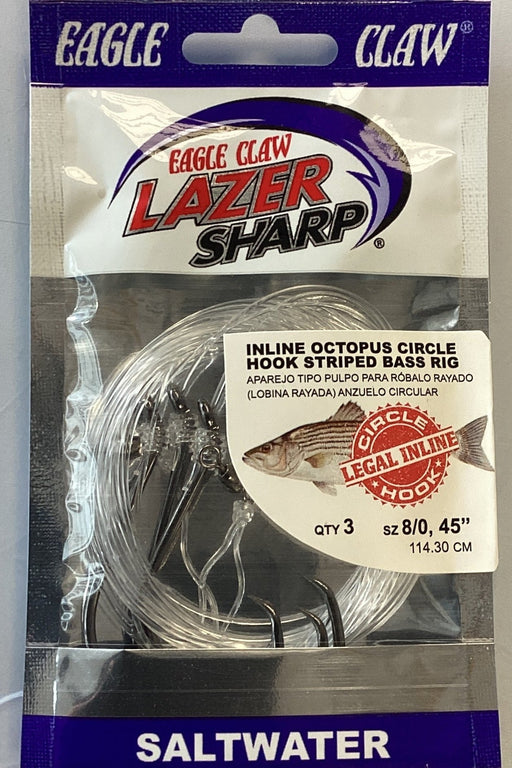 EAGLE CLAW®
EAGLE CLAW
LAZER
SHARP®
INLINE OCTOPUS CIRCLE
HOOK STRIPED BASS RIG
APAREJO TIPO PULPO PARA RÓBALO RAYADO
(LOBINA RAYADA) ANZUELO CIRCULAR
CIRCLE
LEGAL INLINE
HOOK
QTY 3 SZ 8/0, 45”
114.30 CM
SALTWATER